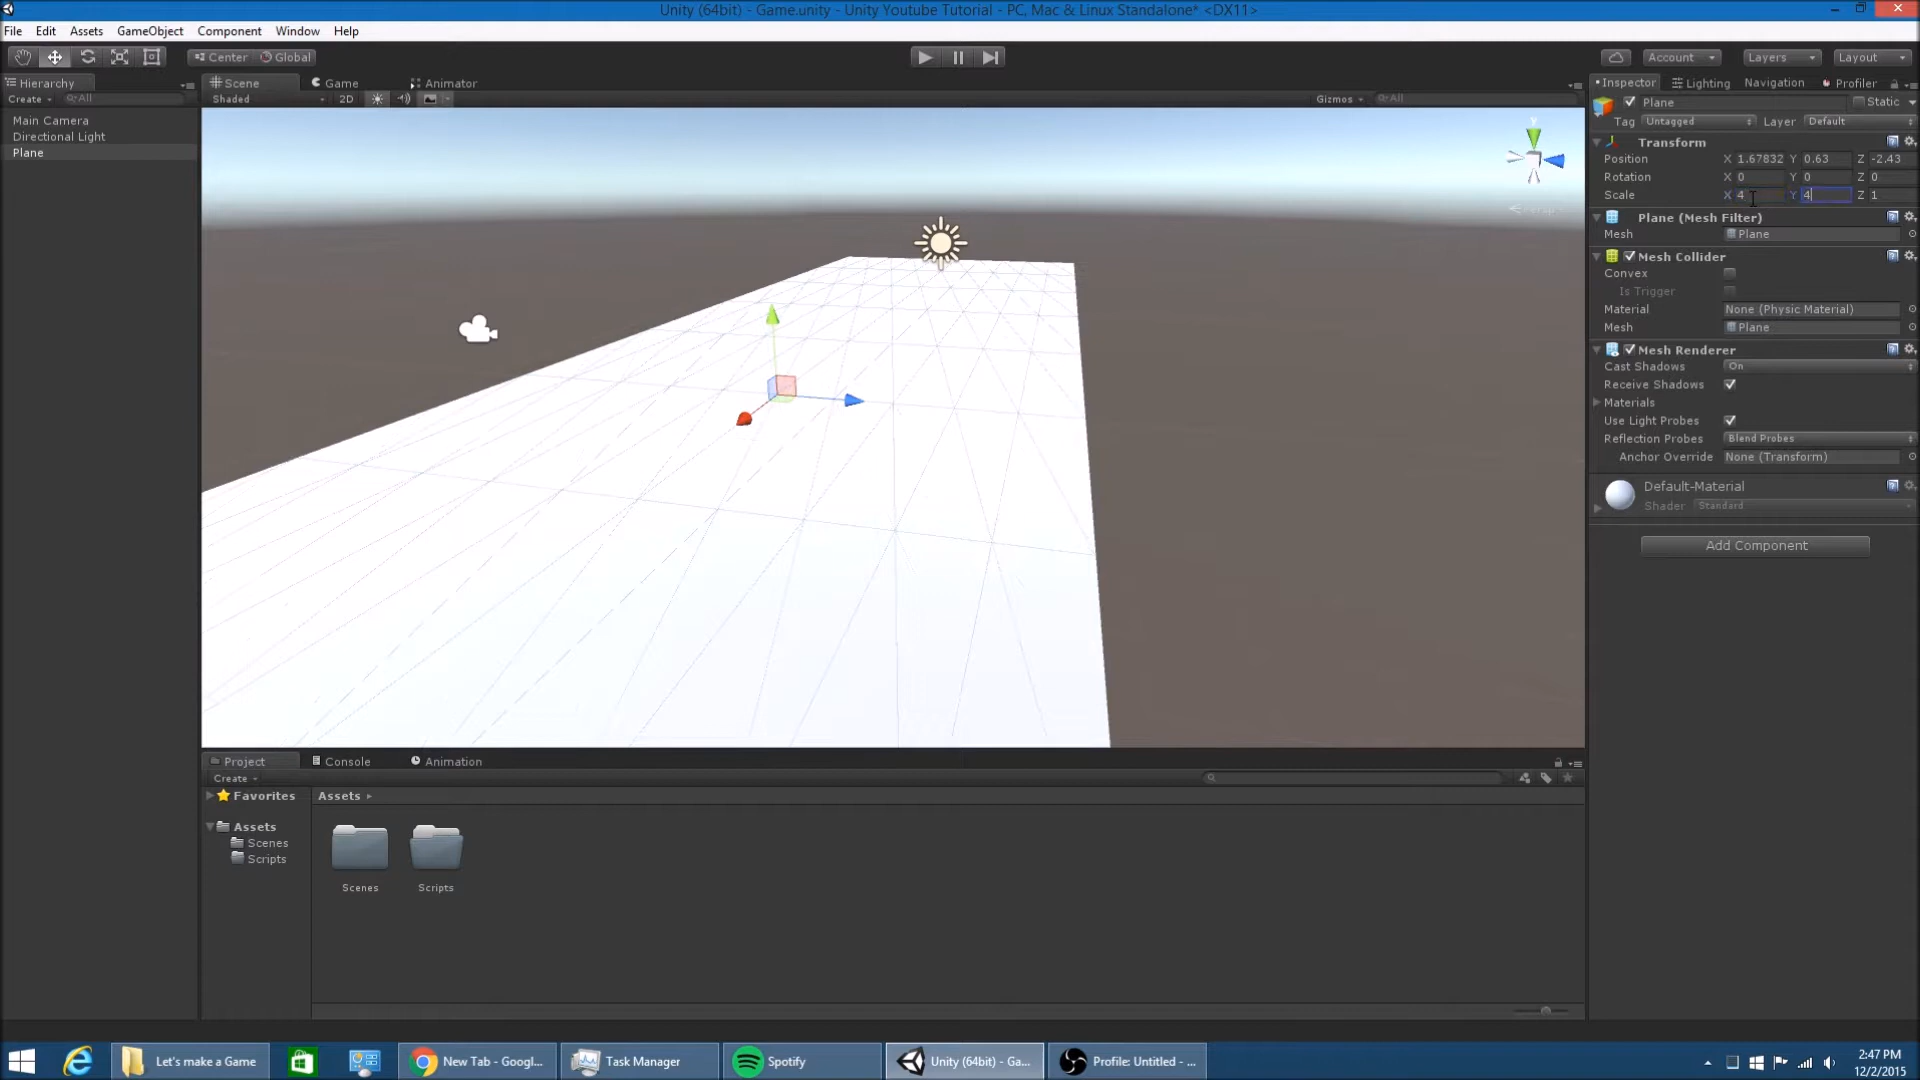 Unity (64bit) - Game.unity - Unity Youtube Tutorial - PC, Mac & Linux Standalone* <DX11>
File Edit Assets GameObject Component Window Help
Center Global Account Layers Layout
Hierarchy Scene Game Animator Inspector Lighting Navigation Profiler
Create All Shaded 2D Gizmos All
Plane Static
Tag Untagged Layer Default
Main Camera
Directional Light
Plane
Transform
Position X 1.67832 Y 0.63 Z -2.43
Rotation X 0 Y 0 Z 0
Scale X 4 Y 4 Z 1
y
Persp
Plane (Mesh Filter)
Mesh Plane
Mesh Collider
Convex
Is Trigger
Material None (Physic Material)
Mesh Plane
Mesh Renderer
Cast Shadows On
Receive Shadows
Materials
Use Light Probes
Reflection Probes Blend Probes
Anchor Override None (Transform)
Default-Material
Shader Standard
Add Component
Project Console Animation
Create
Favorites
Assets
Scenes
Scripts
Assets
Scenes Scripts
Let's make a Game New Tab - Googl... Task Manager Spotify Unity (64bit) - Ga... Profile: Untitled - ...
2:47 PM
12/2/2015